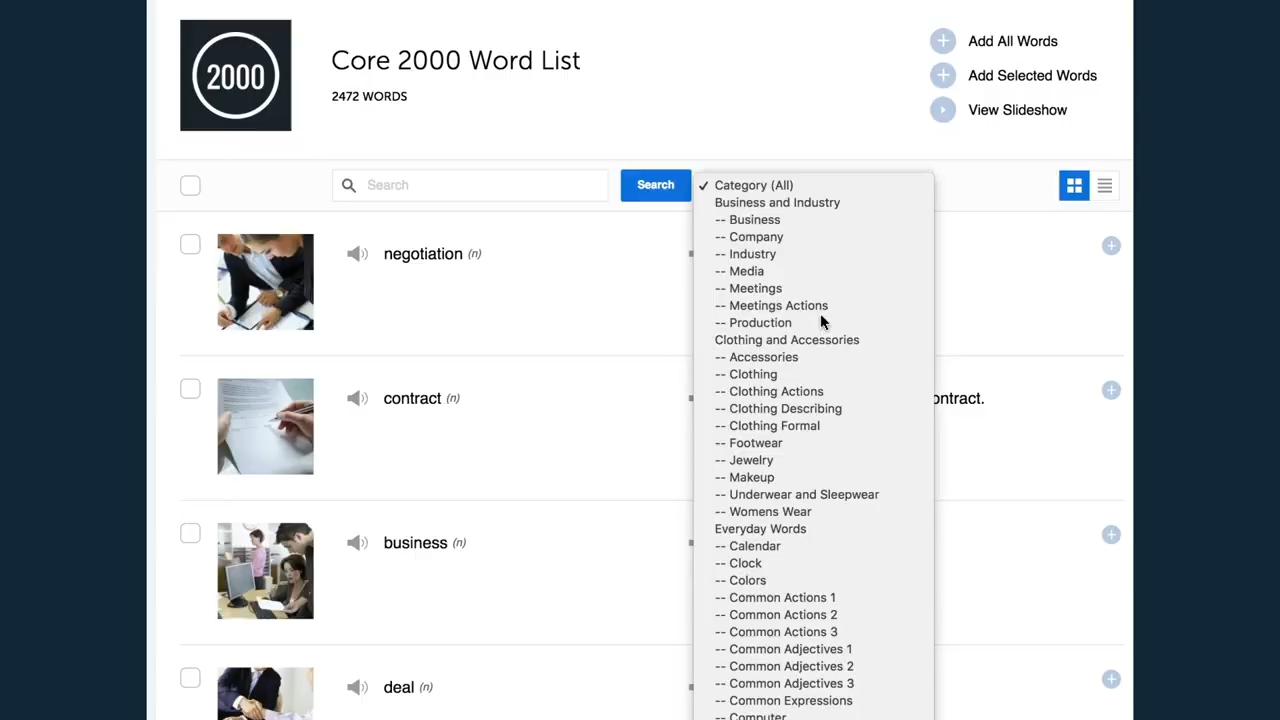 2000
Core 2000 Word List
2472 WORDS
Add All Words
Add Selected Words
View Slideshow
Search
Search
✓ Category (All)
Business and Industry
-- Business
-- Company
-- Industry
-- Media
-- Meetings
-- Meetings Actions
-- Production
Clothing and Accessories
-- Accessories
-- Clothing
-- Clothing Actions
-- Clothing Describing
-- Clothing Formal
-- Footwear
-- Jewelry
-- Makeup
-- Underwear and Sleepwear
-- Womens Wear
Everyday Words
-- Calendar
-- Clock
-- Colors
-- Common Actions 1
-- Common Actions 2
-- Common Actions 3
-- Common Adjectives 1
-- Common Adjectives 2
-- Common Adjectives 3
-- Common Expressions
-- Computer
negotiation (n)
contract (n)
ontract.
business (n)
deal (n)